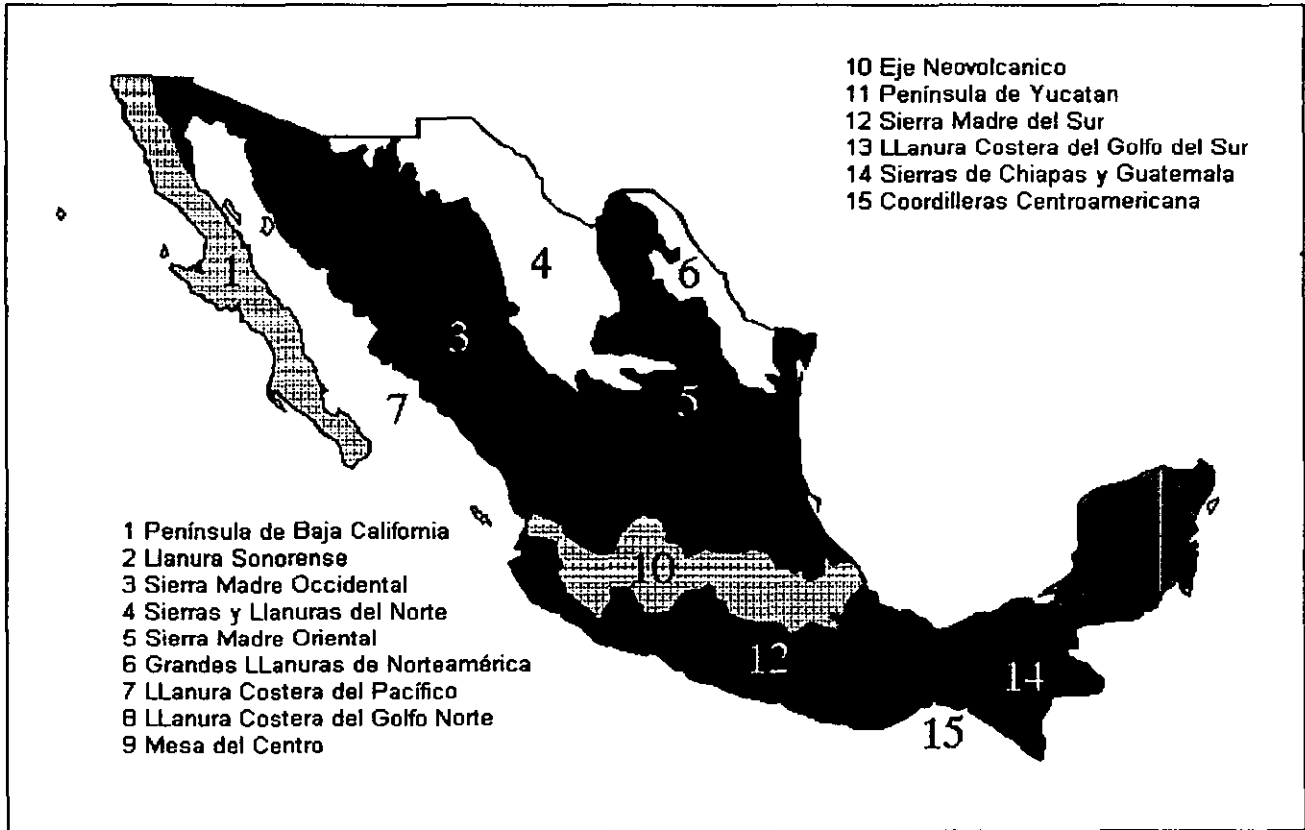 10 Eje Neovolcanico
11 Península de Yucatan
12 Sierra Madre del Sur
13 LLanura Costera del Golfo del Sur
14 Sierras de Chiapas y Guatemala
15 Coordilleras Centroamericana
1
4
6
3
5
7
10
12
14
15
1 Península de Baja California
2 Llanura Sonorense
3 Sierra Madre Occidental
4 Sierras y Llanuras del Norte
5 Sierra Madre Oriental
6 Grandes LLanuras de Norteamérica
7 LLanura Costera del Pacífico
8 LLanura Costera del Golfo Norte
9 Mesa del Centro